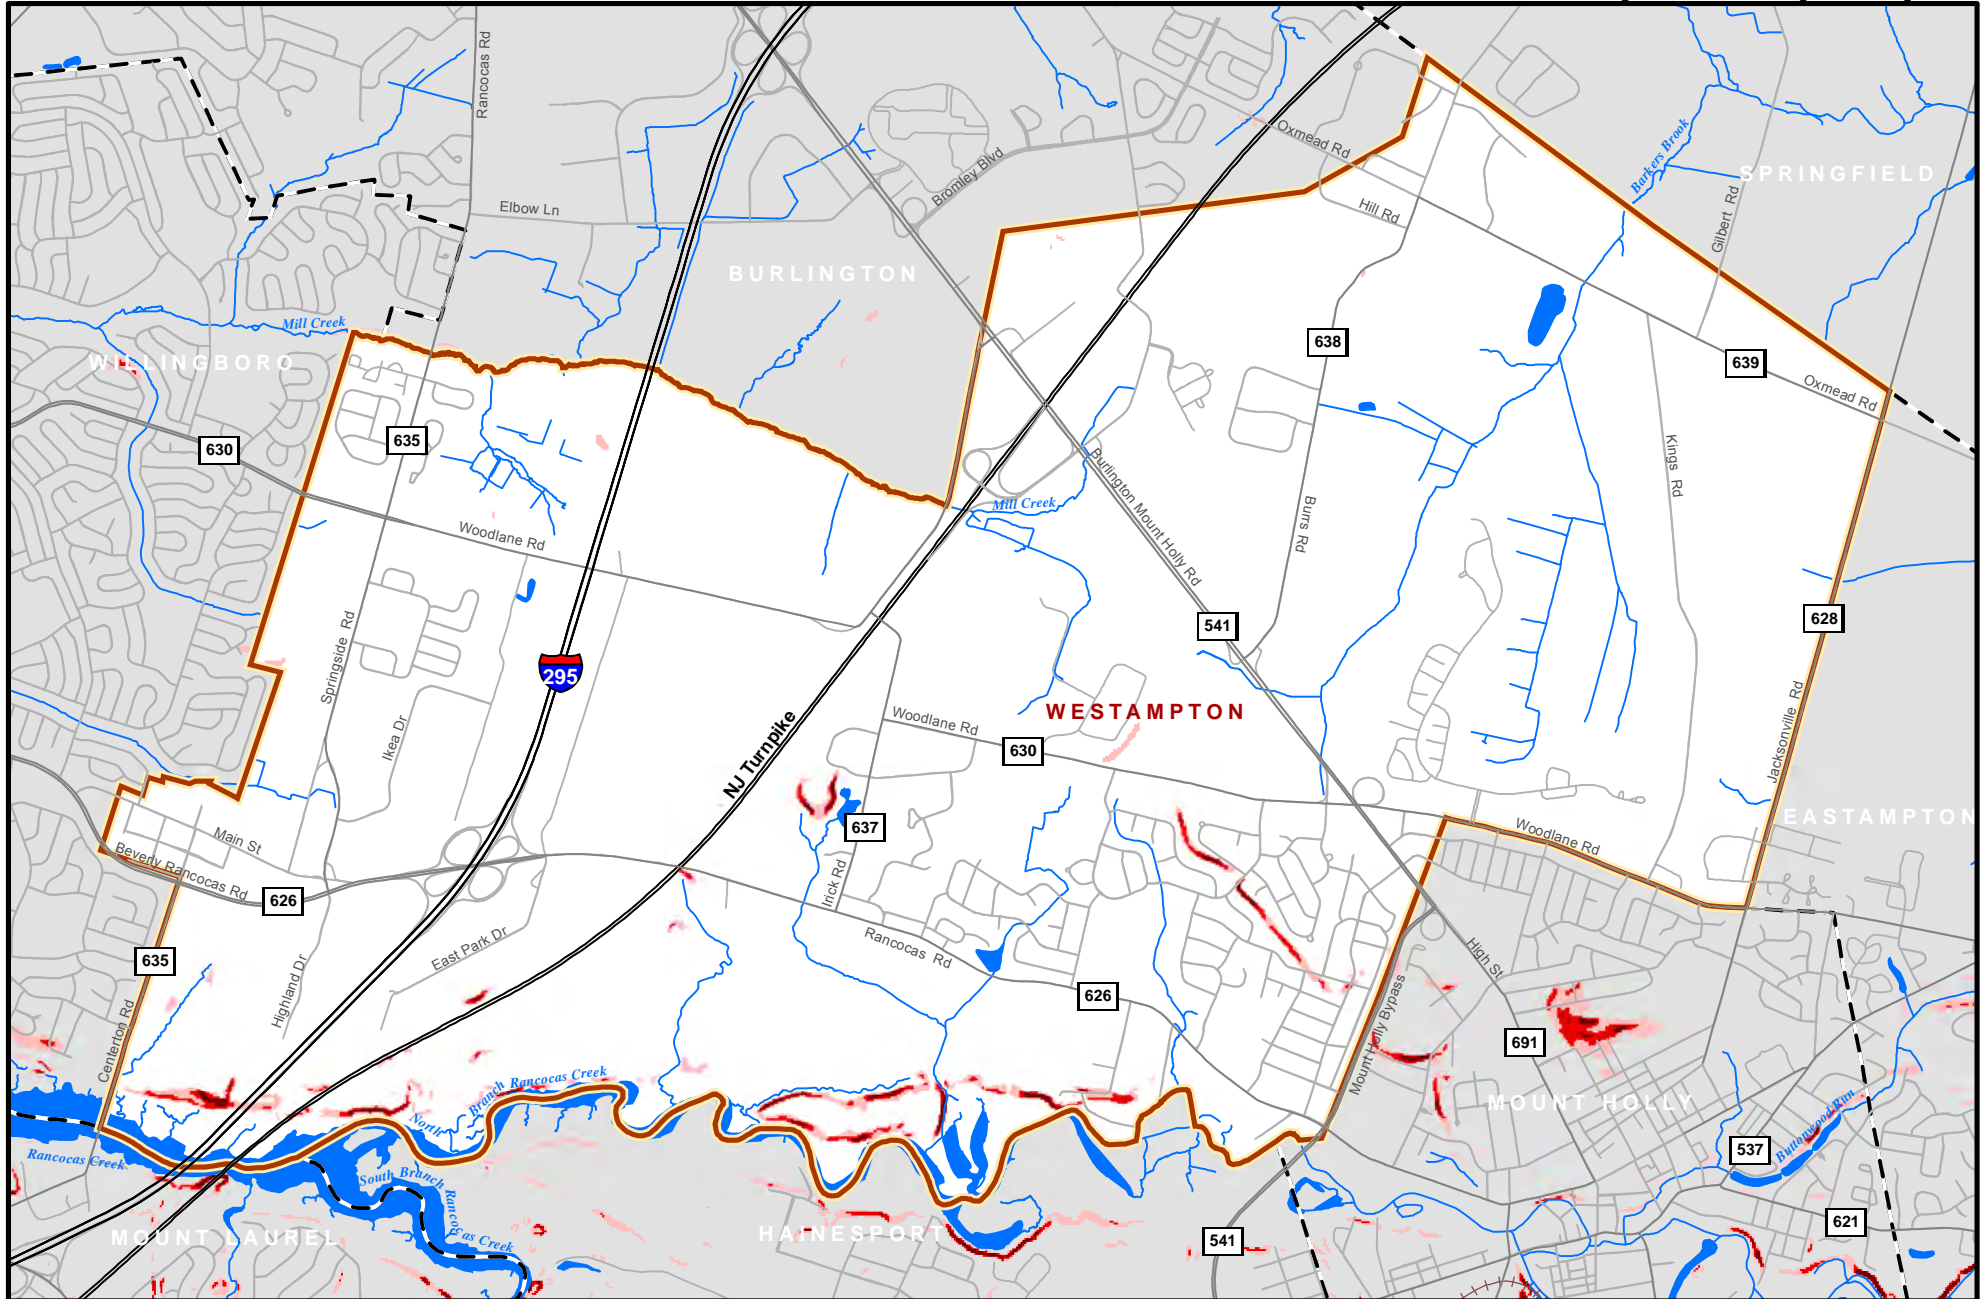 Rancocas Rd
Elbow Ln
Bromley Blvd
Oxmead Rd
Barkers Brook
SPRINGFIELD
Hill Rd
Gilbert Rd
BURLINGTON
Mill Creek
WILLINGBORO
638
639
Oxmead Rd
630
635
Woodlane Rd
Mill Creek
Burlington Mount Holly Rd
Burrs Rd
Kings Rd
541
628
Springside Rd
295
Ikea Dr
NJ Turnpike
Woodlane Rd
WESTAMPTON
630
Jacksonville Rd
637
Irick Rd
Main St
Beverly Rancocas Rd
626
Woodlane Rd
EASTAMPTON
635
Highland Dr
East Park Dr
Rancocas Rd
626
High St
Mount Holly Bypass
691
Centerton Rd
North Branch Rancocas Creek
MOUNT HOLLY
Buttonwood Run
537
Rancocas Creek
South Branch Rancocas Creek
MOUNT LAUREL
HAINESPORT
541
621